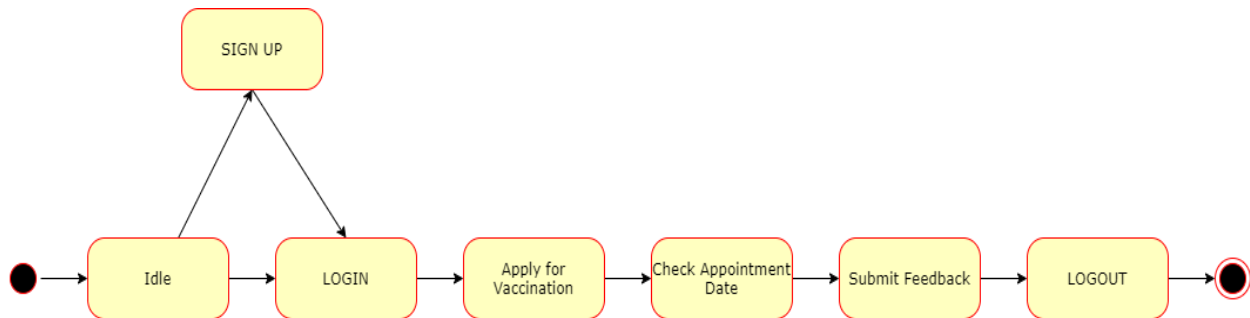 SIGN UP
Idle
LOGIN
Apply for
Vaccination
Check Appointment
Date
Submit Feedback
LOGOUT